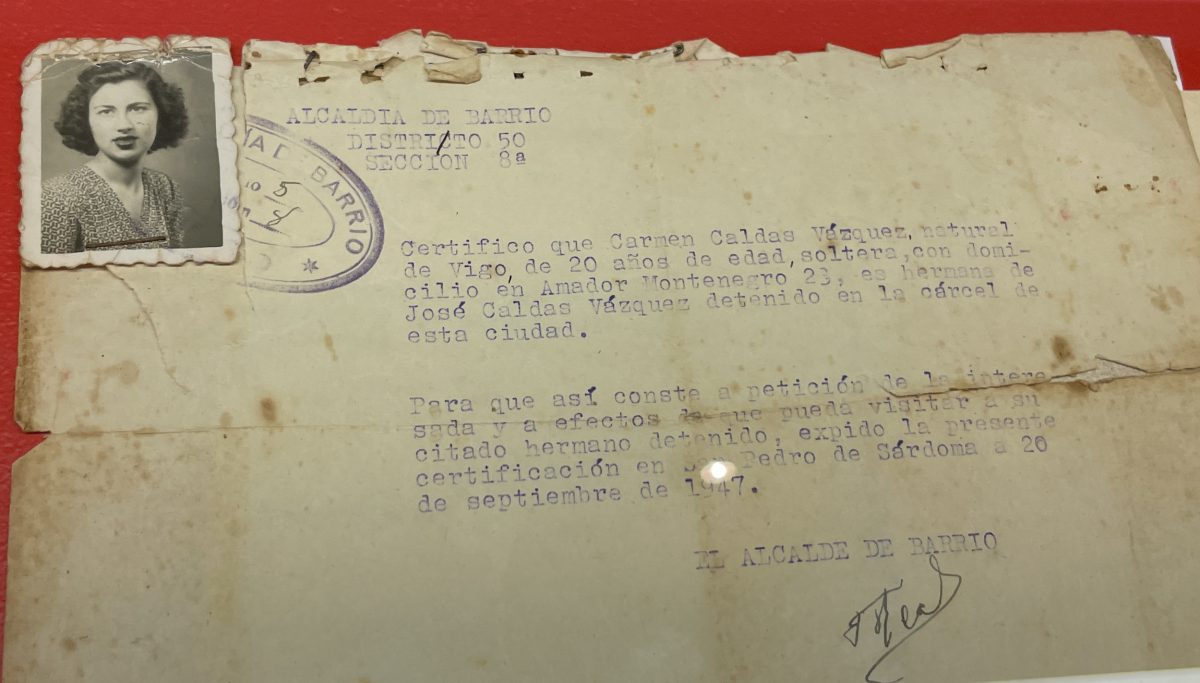 ALCALDIA DE BARRIO
DISTRITO 50
SECCION 8ª
BARRIO
Certifico que Carmen Caldas Vázquez, natural
de Vigo, de 20 años de edad, soltera, con domi-
cilio en Amador Montenegro 23, es hermana de
José Caldas Vázquez detenido en la cárcel de
esta ciudad.
Para que así conste a petición de la intere
sada y a efectos de que pueda visitar a su
citado hermano detenido, expido la presente
certificación en San Pedro de Sárdoma a 20
de septiembre de 1947.
EL ALCALDE DE BARRIO